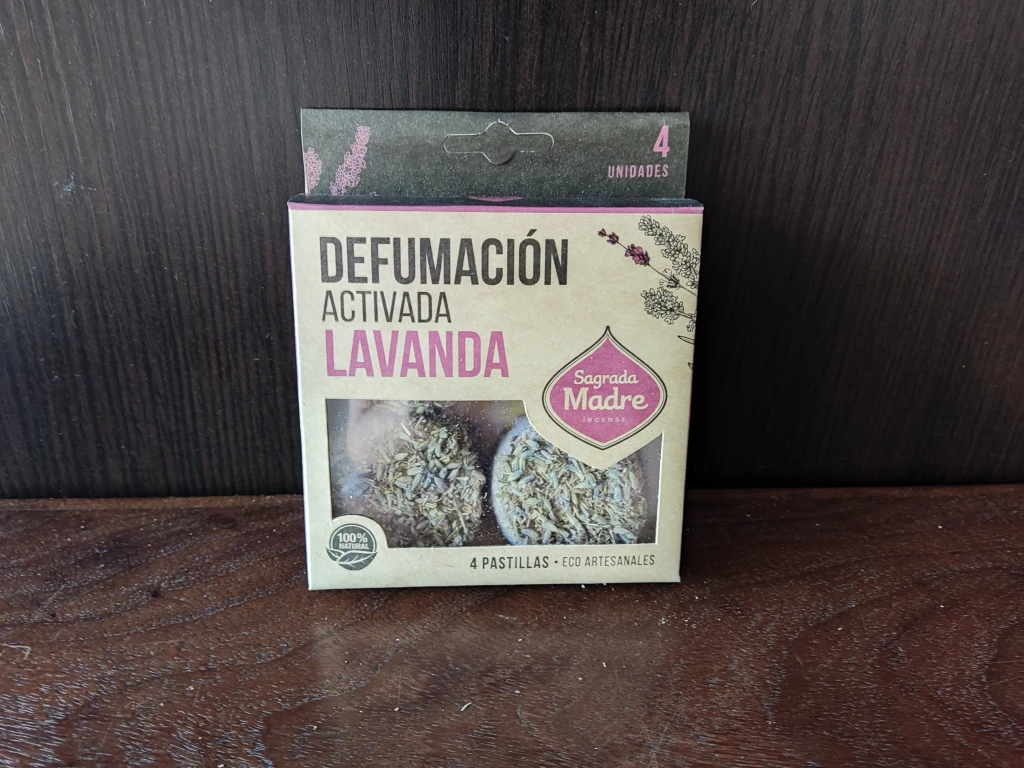 4
UNIDADES
DEFUMACIÓN
ACTIVADA
LAVANDA
Sagrada
Madre
INCENSE
100%
NATURAL
4 PASTILLAS • ECO ARTESANALES